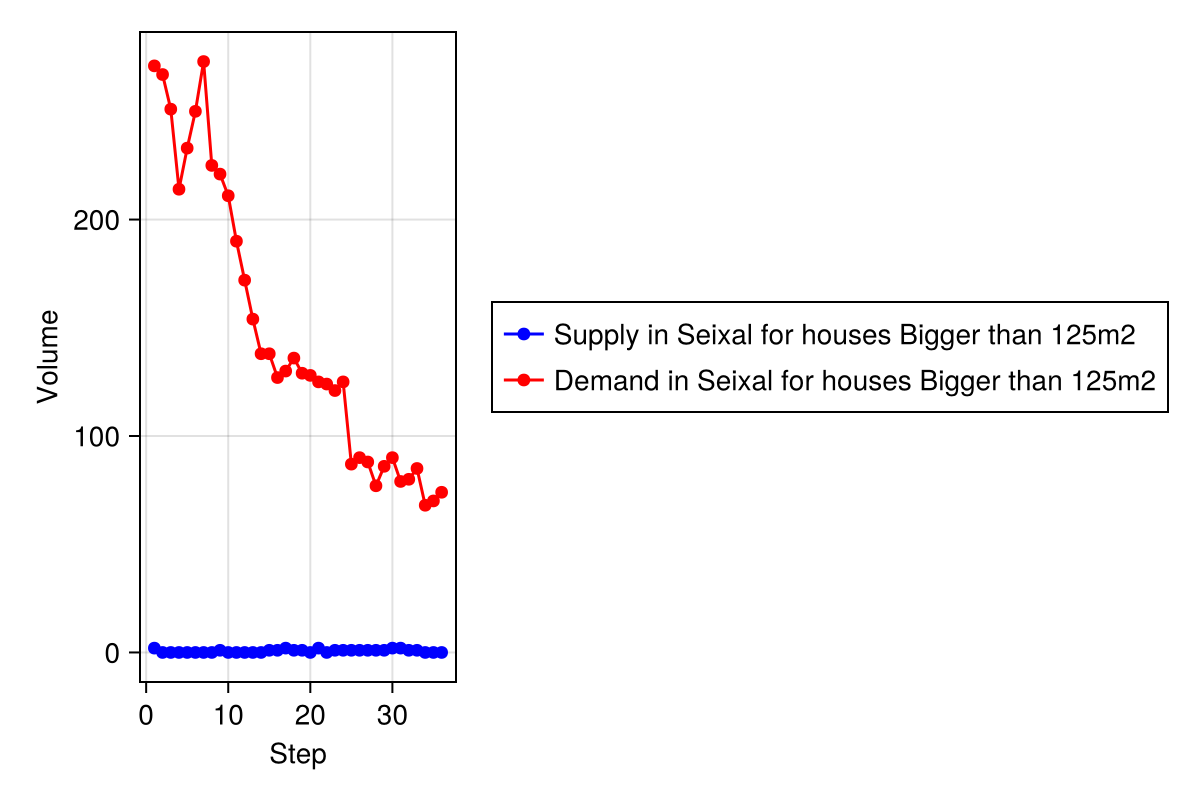 Volume
200
100
0
0 10 20 30
Step
Supply in Seixal for houses Bigger than 125m2
Demand in Seixal for houses Bigger than 125m2